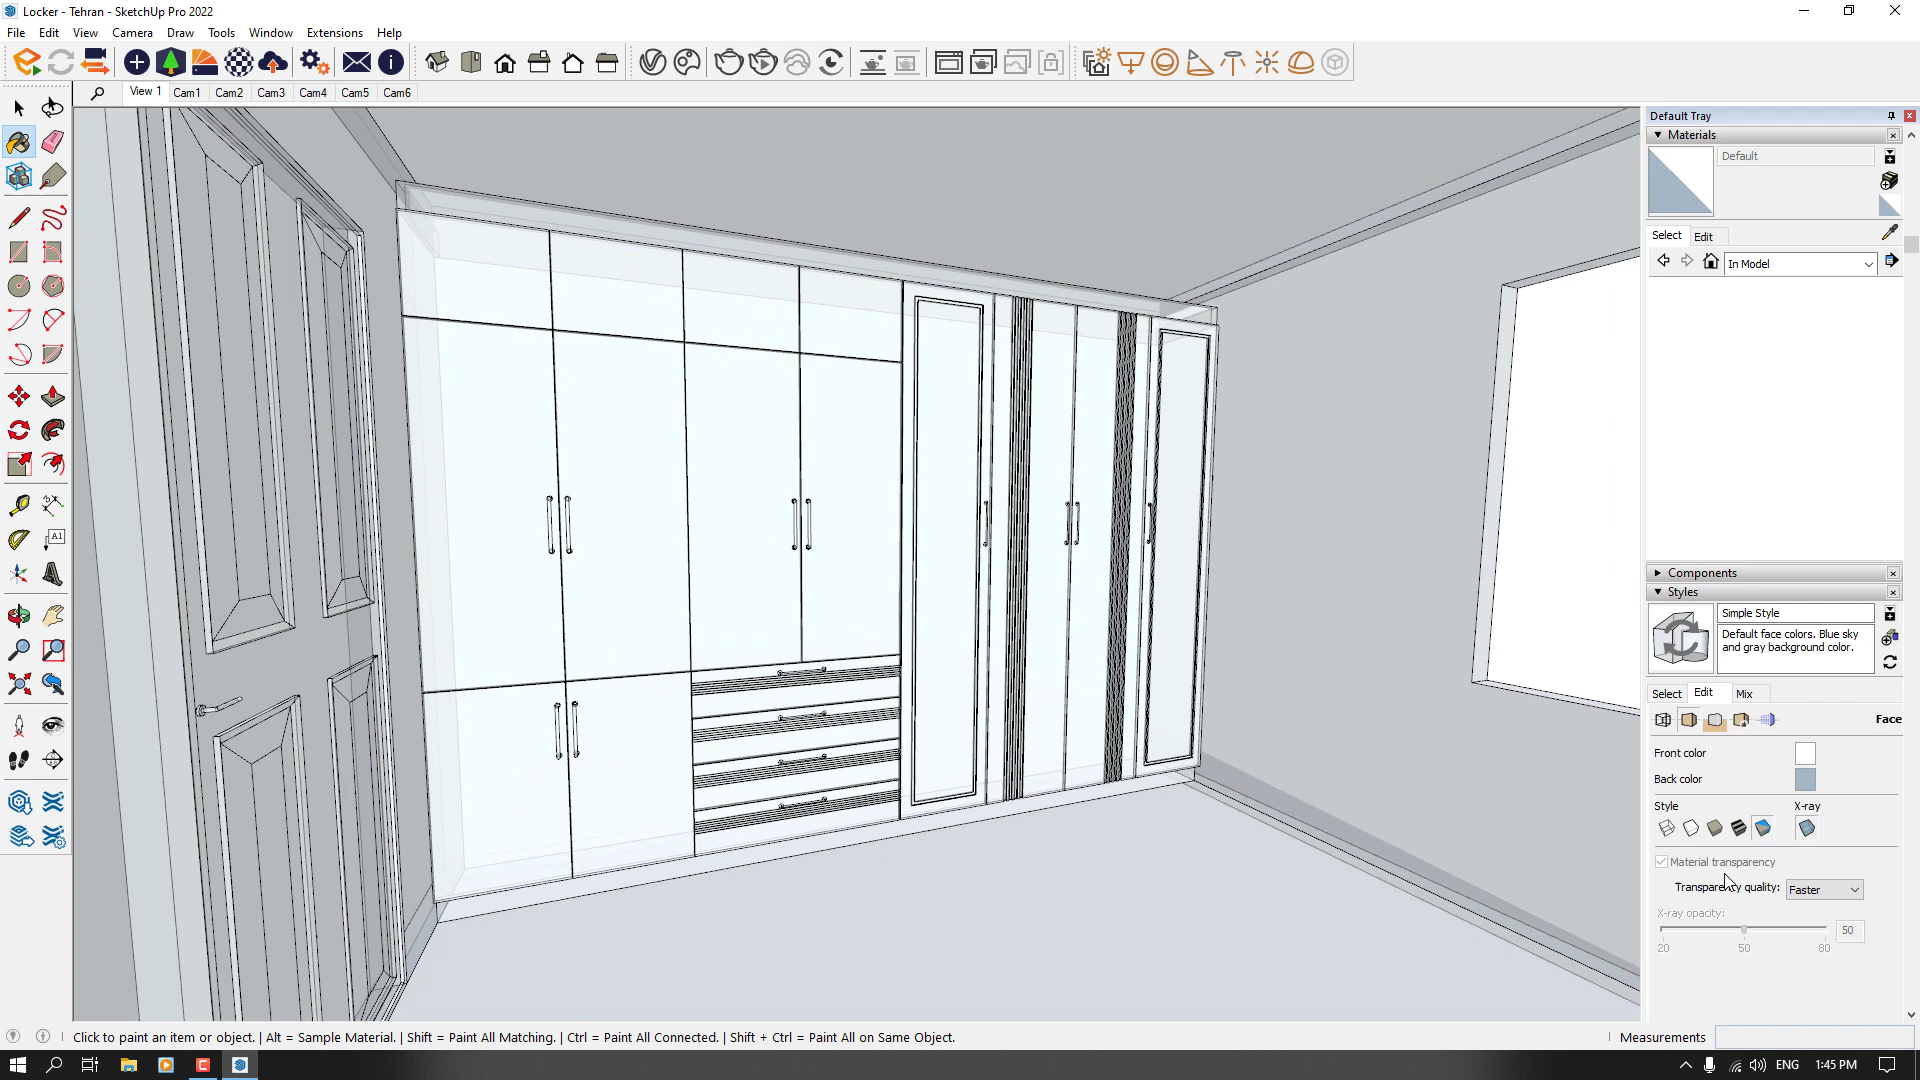 Locker - Tehran - SketchUp Pro 2022
File Edit View Camera Draw Tools Window Extensions Help
View 1 Cam1 Cam2 Cam3 Cam4 Cam5 Cam6
Default Tray
Materials
Default
Select Edit
In Model
Components
Styles
Simple Style
Default face colors. Blue sky
and gray background color.
Select Edit Mix
Face
Front color
Back color
Style X-ray
Material transparency
Transparency quality: Faster
X-ray opacity:
50
20 50 80
A1
Click to paint an item or object. | Alt = Sample Material. | Shift = Paint All Matching. | Ctrl = Paint All Connected. | Shift + Ctrl = Paint All on Same Object.
Measurements
ENG 1:45 PM